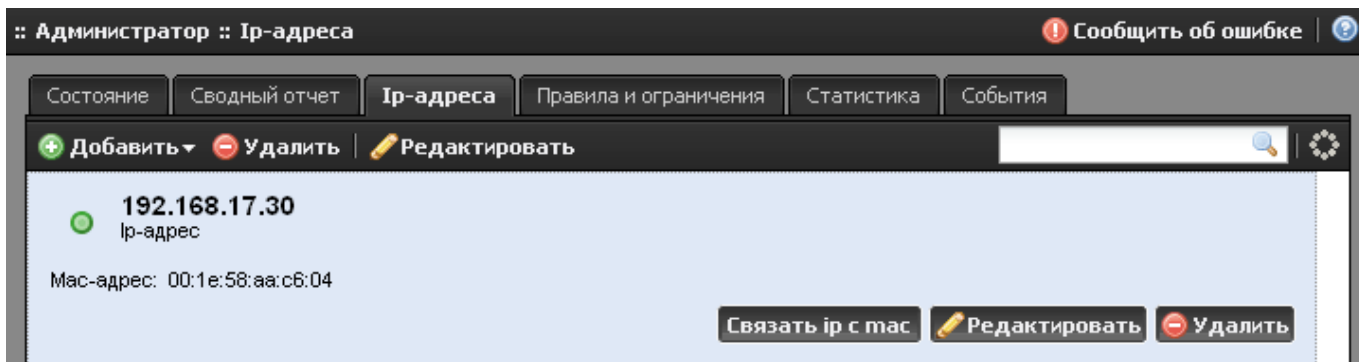 :: Администратор :: Ip-адреса Сообщить об ошибке
Состояние Сводный отчет Ip-адреса Правила и ограничения Статистика События
Добавить Удалить Редактировать
192.168.17.30
Ip-адрес
Mac-адрес: 00:1e:58:aa:c6:04
Связать ip с mac Редактировать Удалить